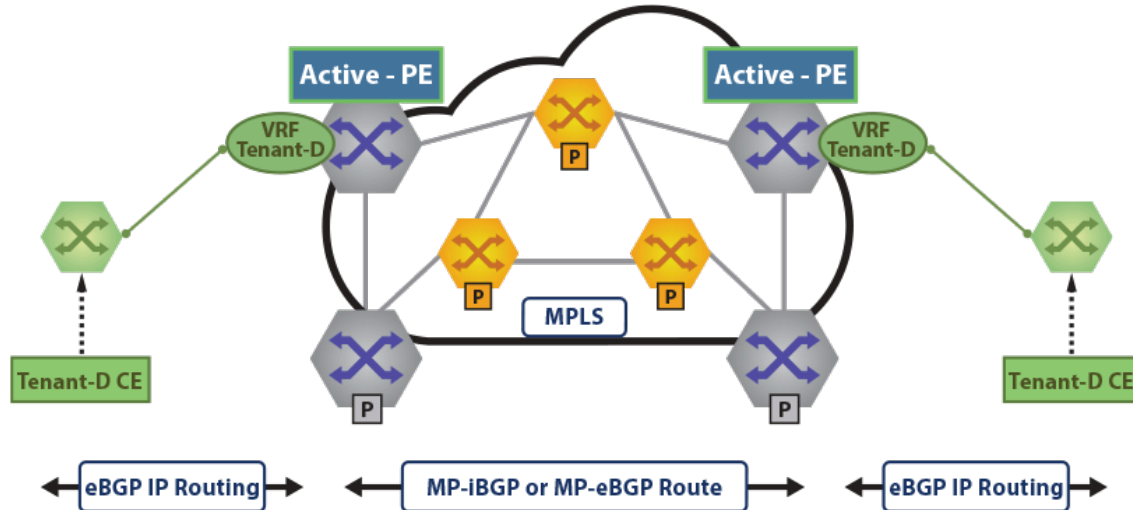 Active - PE
Active - PE
VRF
Tenant-D
VRF
Tenant-D
P
P
P
MPLS
Tenant-D CE
Tenant-D CE
P
P
eBGP IP Routing
MP-iBGP or MP-eBGP Route
eBGP IP Routing